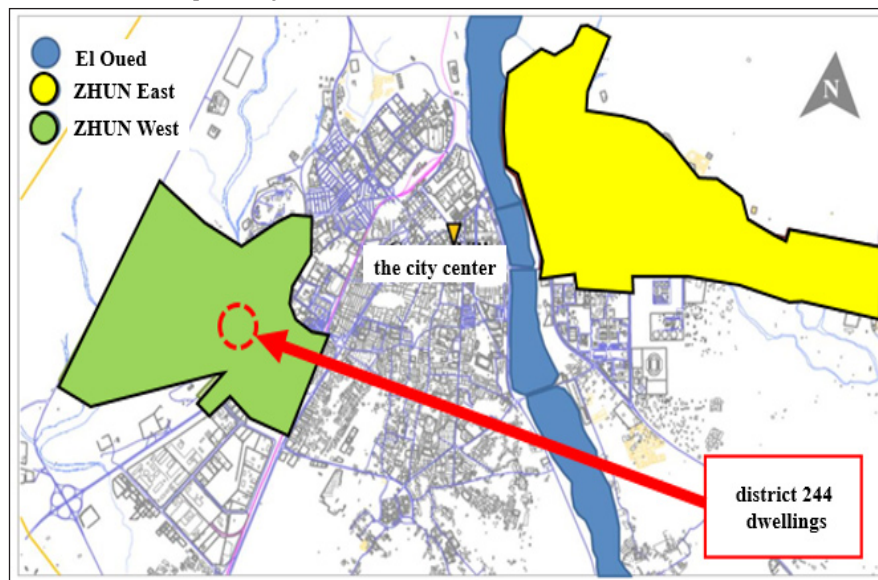 El Oued
ZHUN East
ZHUN West
N
the city center
district 244
dwellings